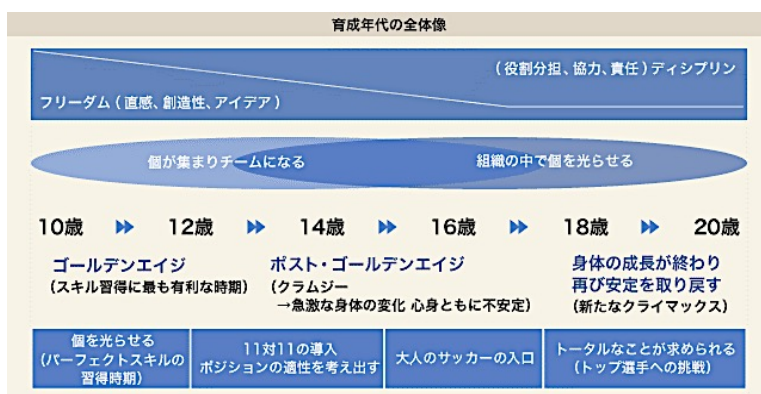 育成年代の全体像
(役割分担、協力、責任)ディシプリン
フリーダム(直感、創造性、アイデア)
個が集まりチームになる
組織の中で個を光らせる
10歳
12歳
14歳
16歳
18歳
20歳
ゴールデンエイジ
(スキル習得に最も有利な時期)
ポスト・ゴールデンエイジ
(クラムジー
→急激な身体の変化 心身ともに不安定)
身体の成長が終わり
再び安定を取り戻す
(新たなクライマックス)
個を光らせる
(パーフェクトスキルの
習得時期)
11対11の導入
ポジションの適性を考え出す
大人のサッカーの入口
トータルなことが求められる
(トップ選手への挑戦)